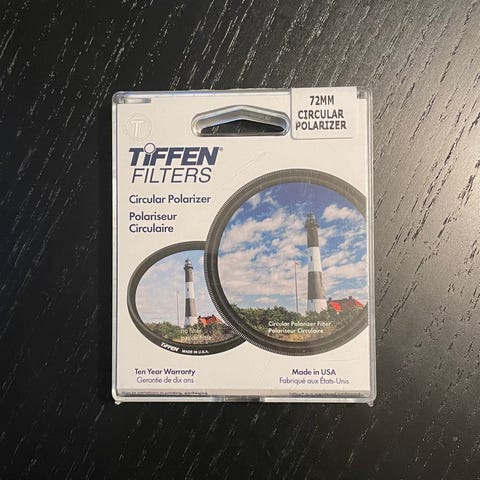 72MM
CIRCULAR
POLARIZER
T
TiFFEN®
FILTERS
Circular Polarizer
Polariseur
Circulaire
no filter
pas de filtre
TiFFEN MADE IN U.S.A.
Circular Polarizer Filter
Polariseur Circulaire
Ten Year Warranty
Garantie de dix ans
Made in USA
Fabriqué aux États-Unis